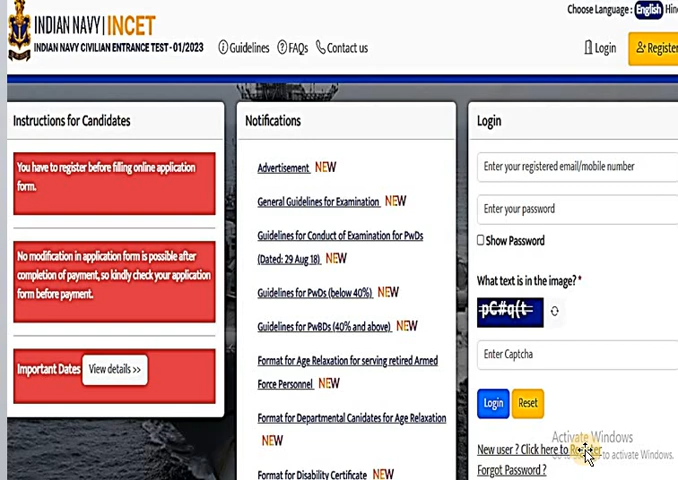 Choose Language : English Hin
INDIAN NAVY | INCET
INDIAN NAVY CIVILIAN ENTRANCE TEST - 01/2023
Guidelines FAQs Contact us
Login Register
Instructions for Candidates
You have to register before filling online application
form.
No modification in application form is possible after
completion of payment, so kindly check your application
form before payment.
Important Dates View details >>
Notifications
Advertisement NEW
General Guidelines for Examination NEW
Guidelines for Conduct of Examination for PwDs
(Dated: 29 Aug 18) NEW
Guidelines for PwDs (below 40%) NEW
Guidelines for PwBDs (40% and above) NEW
Format for Age Relaxation for serving retired Armed
Force Personnel NEW
Format for Departmental Canidates for Age Relaxation
NEW
Format for Disability Certificate NEW
Login
Enter your registered email/mobile number
Enter your password
Show Password
What text is in the image? *
pC#q(t
Enter Captcha
Login Reset
Activate Windows
New user ? Click here to Register
to activate Windows.
Forgot Password ?